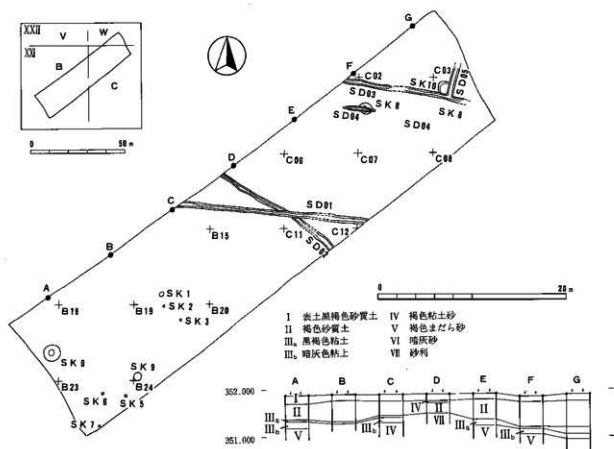 XXII
V
W
XXI
B
C
0
50 m
G
F
C02
C03
SD05
SK10
SD03
SK8
SD04
SK8
SD04
E
D
C06
C07
C08
C
SD01
B15
C11
C12
SD02
B
A
SK1
SK2
SK3
B18
B19
B20
SK9
B23
B24
SK6
SK5
SK7
0
20 m
I 表土黒褐色砂質土
II 褐色砂質土
IIIa 黒褐色粘土
IIIb 暗灰色粘土
IV 褐色粘土砂
V 褐色まだら砂
VI 暗灰砂
VII 砂利
A
B
C
D
E
F
G
352.000
351.000
I
II
IIIa
IIIb
V
IIIb
IV
IV
II
VII
II
IIIa
V
IIIb
V